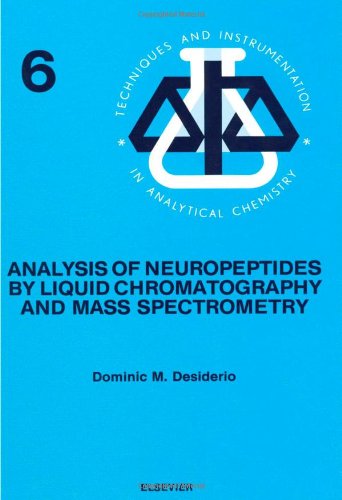 6
* TECHNIQUES AND INSTRUMENTATION *
IN ANALYTICAL CHEMISTRY
ANALYSIS OF NEUROPEPTIDES
BY LIQUID CHROMATOGRAPHY
AND MASS SPECTROMETRY
Dominic M. Desiderio
ELSEVIER